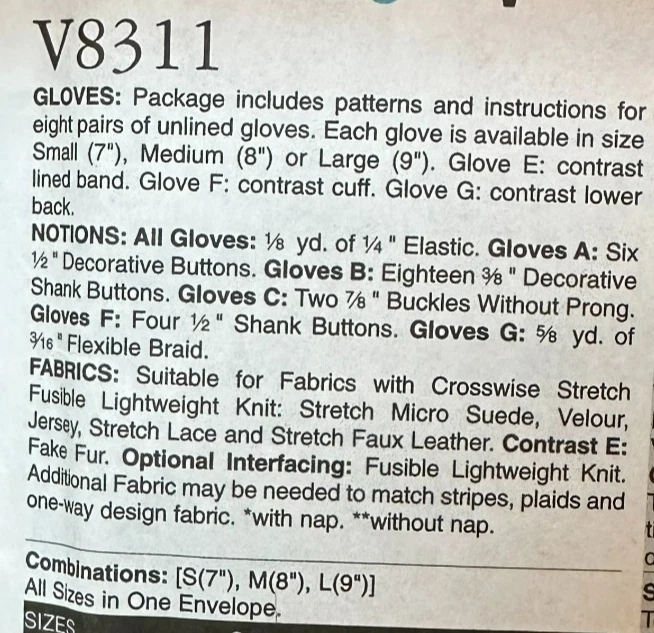 V8311
GLOVES: Package includes patterns and instructions for
eight pairs of unlined gloves. Each glove is available in size
Small (7"), Medium (8") or Large (9"). Glove E: contrast
lined band. Glove F: contrast cuff. Glove G: contrast lower
back.
NOTIONS: All Gloves: ⅛ yd. of ¼ " Elastic. Gloves A: Six
½ " Decorative Buttons. Gloves B: Eighteen ⅜ " Decorative
Shank Buttons. Gloves C: Two ⅞ " Buckles Without Prong.
Gloves F: Four ½ " Shank Buttons. Gloves G: ⅝ yd. of
3⁄16 " Flexible Braid.
FABRICS: Suitable for Fabrics with Crosswise Stretch
Fusible Lightweight Knit: Stretch Micro Suede, Velour,
Jersey, Stretch Lace and Stretch Faux Leather. Contrast E:
Fake Fur. Optional Interfacing: Fusible Lightweight Knit.
Additional Fabric may be needed to match stripes, plaids and
one-way design fabric. *with nap. **without nap.
Combinations: [S(7"), M(8"), L(9")]
All Sizes in One Envelope.
SIZES